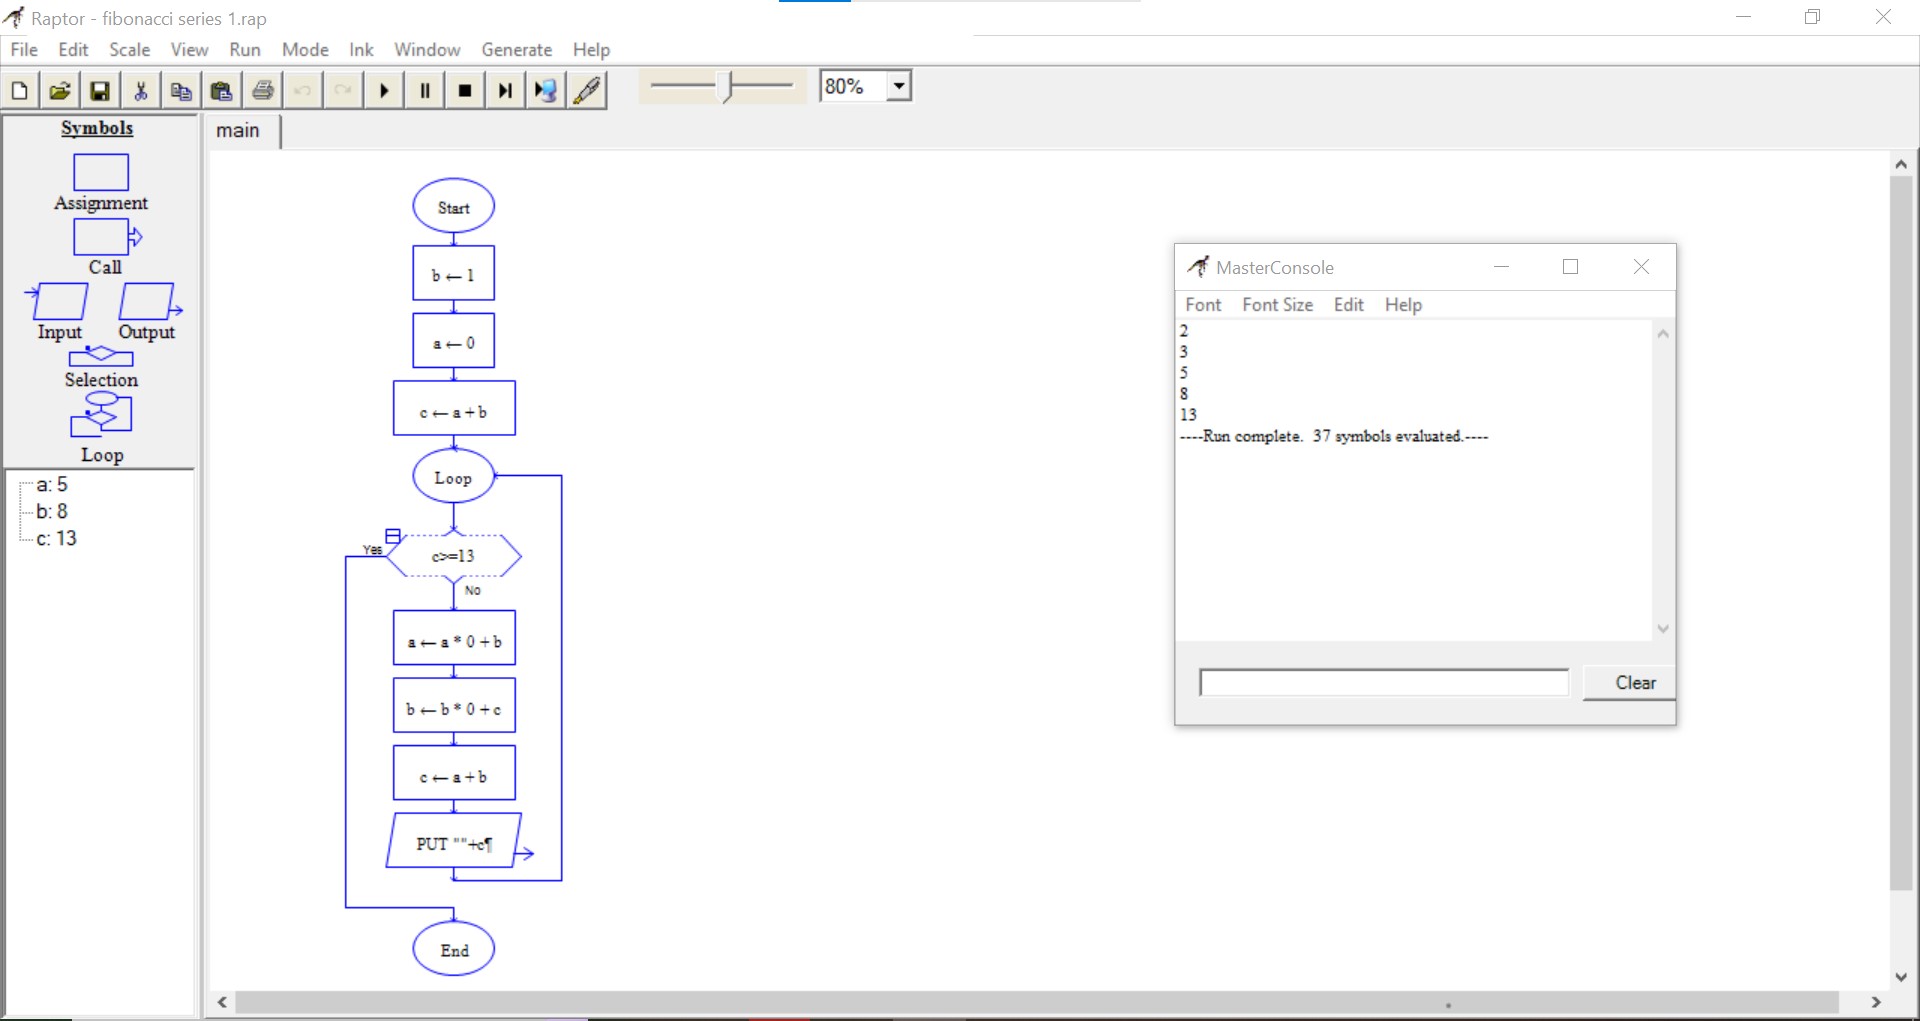 Raptor - fibonacci series 1.rap
File Edit Scale View Run Mode Ink Window Generate Help
80%
Symbols
Assignment
Call
Input Output
Selection
Loop
a: 5
b: 8
c: 13
main
Start
b ← 1
a ← 0
c ← a + b
Loop
Yes
c>=13
No
a ← a * 0 + b
b ← b * 0 + c
c ← a + b
PUT ""+c¶
End
MasterConsole
Font Font Size Edit Help
2
3
5
8
13
----Run complete.  37 symbols evaluated.----
Clear